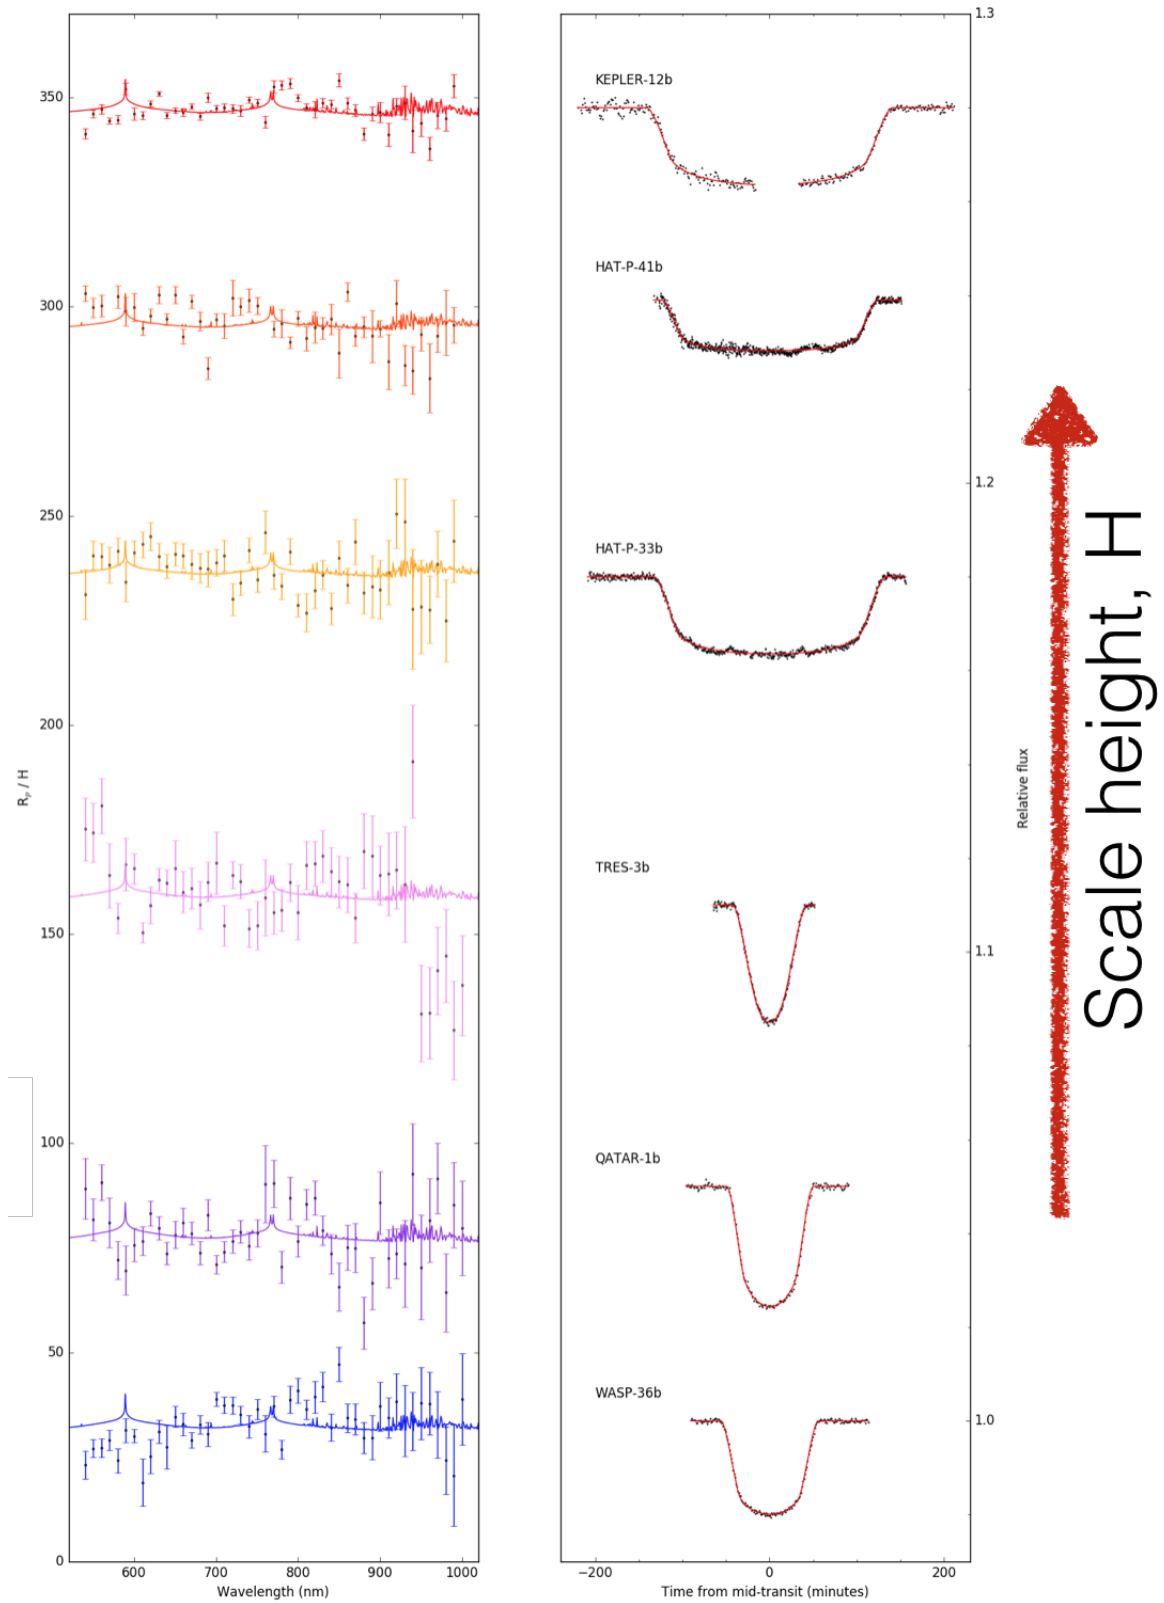 350
300
250
200
150
100
50
0
R_p / H
600
700
800
900
1000
Wavelength (nm)
KEPLER-12b
HAT-P-41b
HAT-P-33b
TRES-3b
QATAR-1b
WASP-36b
−200
0
200
Time from mid-transit (minutes)
1.3
1.2
1.1
1.0
Relative flux
Scale height, H